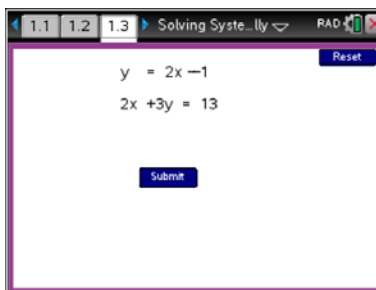 1.1 1.2 1.3 Solving Syste...lly RAD
Reset
y = 2x −1
2x +3y = 13
Submit